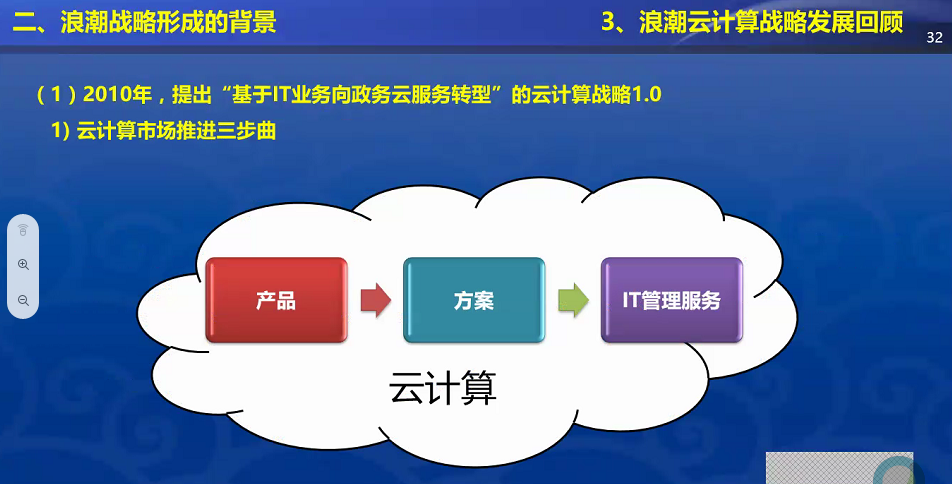 二、浪潮战略形成的背景
3、浪潮云计算战略发展回顾
32
（1）2010年，提出“基于IT业务向政务云服务转型”的云计算战略1.0
1) 云计算市场推进三步曲
产品
方案
IT管理服务
云计算